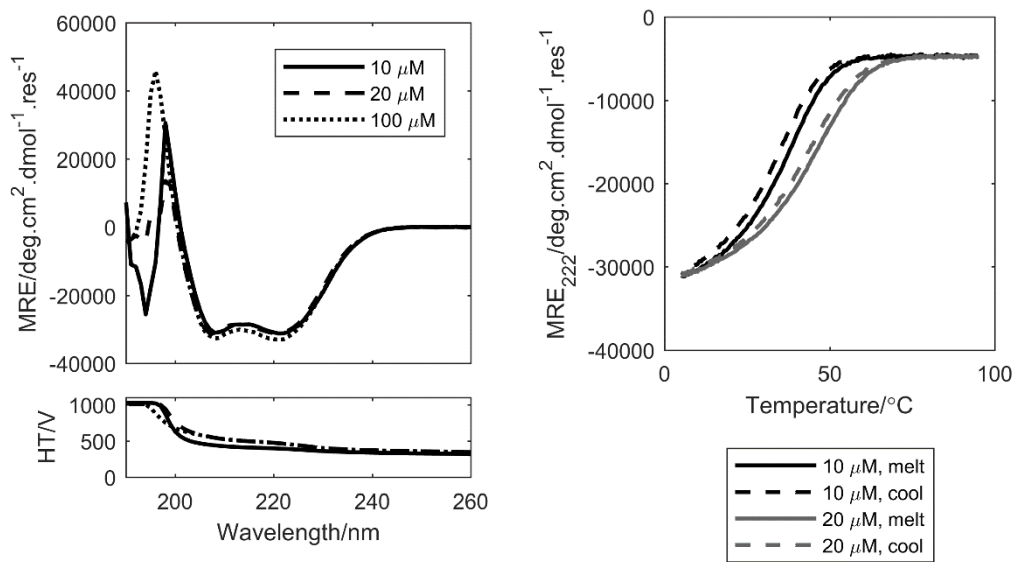 60000
40000
20000
0
-20000
-40000
MRE/deg.cm².dmol⁻¹.res⁻¹
10 μM
20 μM
100 μM
1000
500
0
HT/V
200
220
240
260
Wavelength/nm
0
-10000
-20000
-30000
-40000
MRE₂₂₂/deg.cm².dmol⁻¹.res⁻¹
0
50
100
Temperature/°C
10 μM, melt
10 μM, cool
20 μM, melt
20 μM, cool